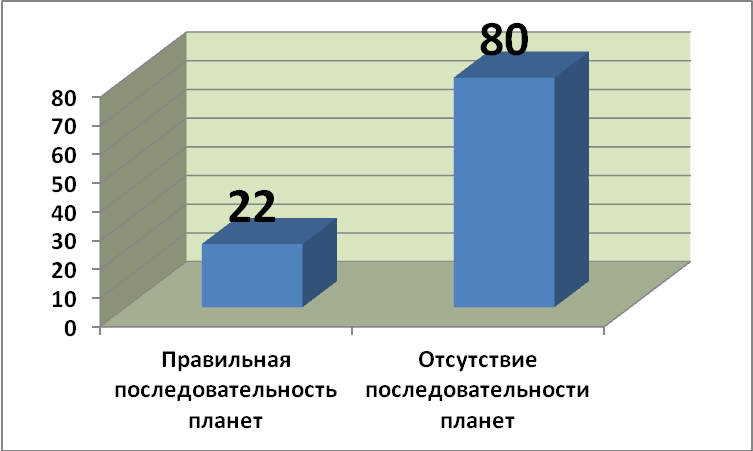 80
22
80
70
60
50
40
30
20
10
0
Правильная
последовательность
планет
Отсутствие
последовательности
планет